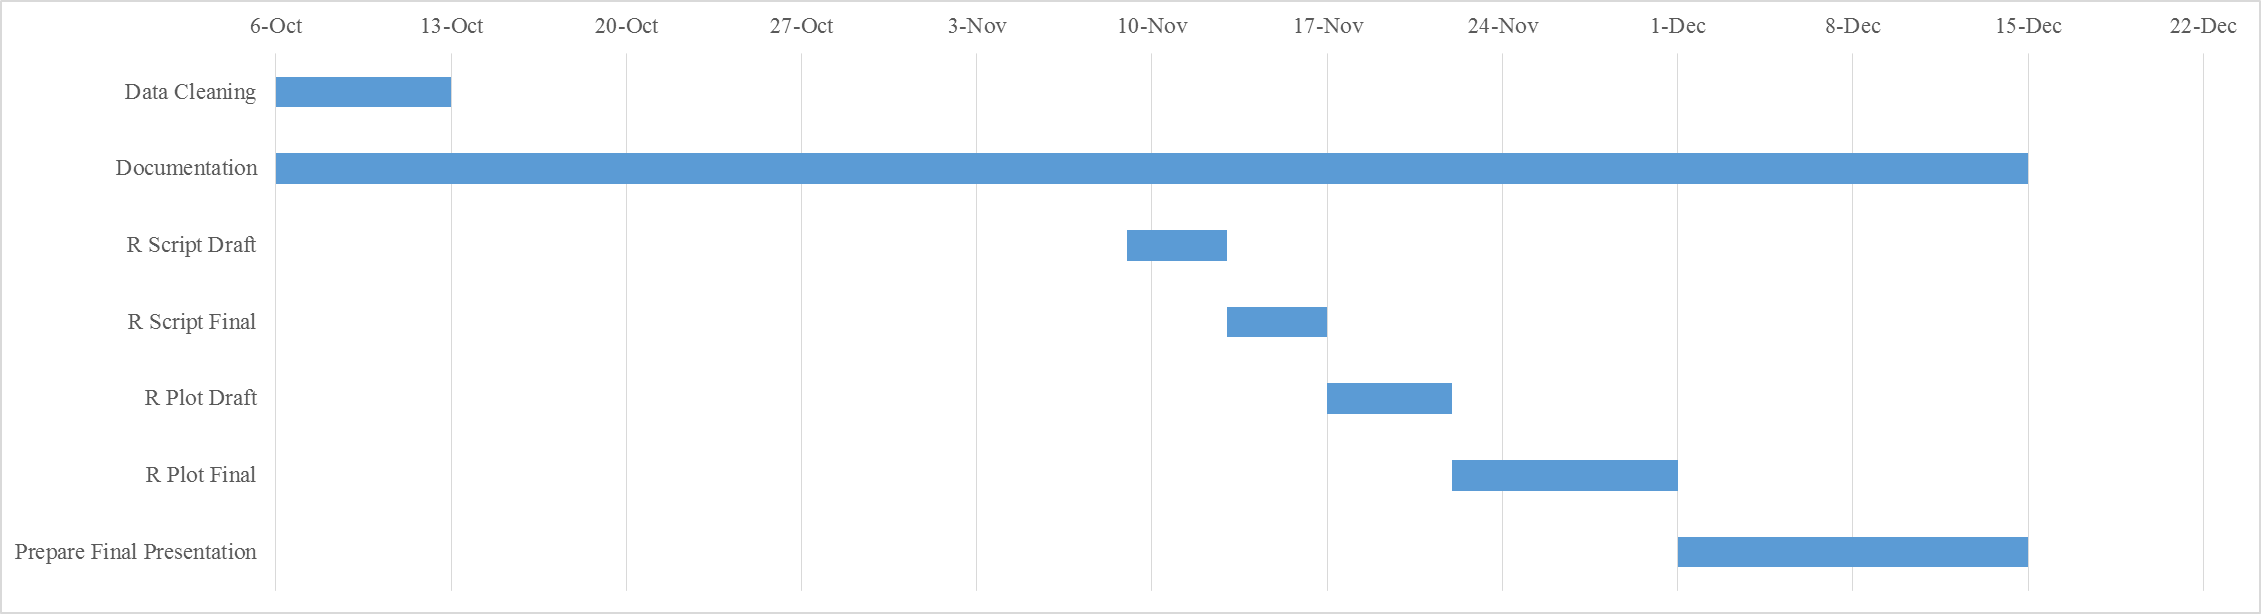 6-Oct 13-Oct 20-Oct 27-Oct 3-Nov 10-Nov 17-Nov 24-Nov 1-Dec 8-Dec 15-Dec 22-Dec
Data Cleaning
Documentation
R Script Draft
R Script Final
R Plot Draft
R Plot Final
Prepare Final Presentation